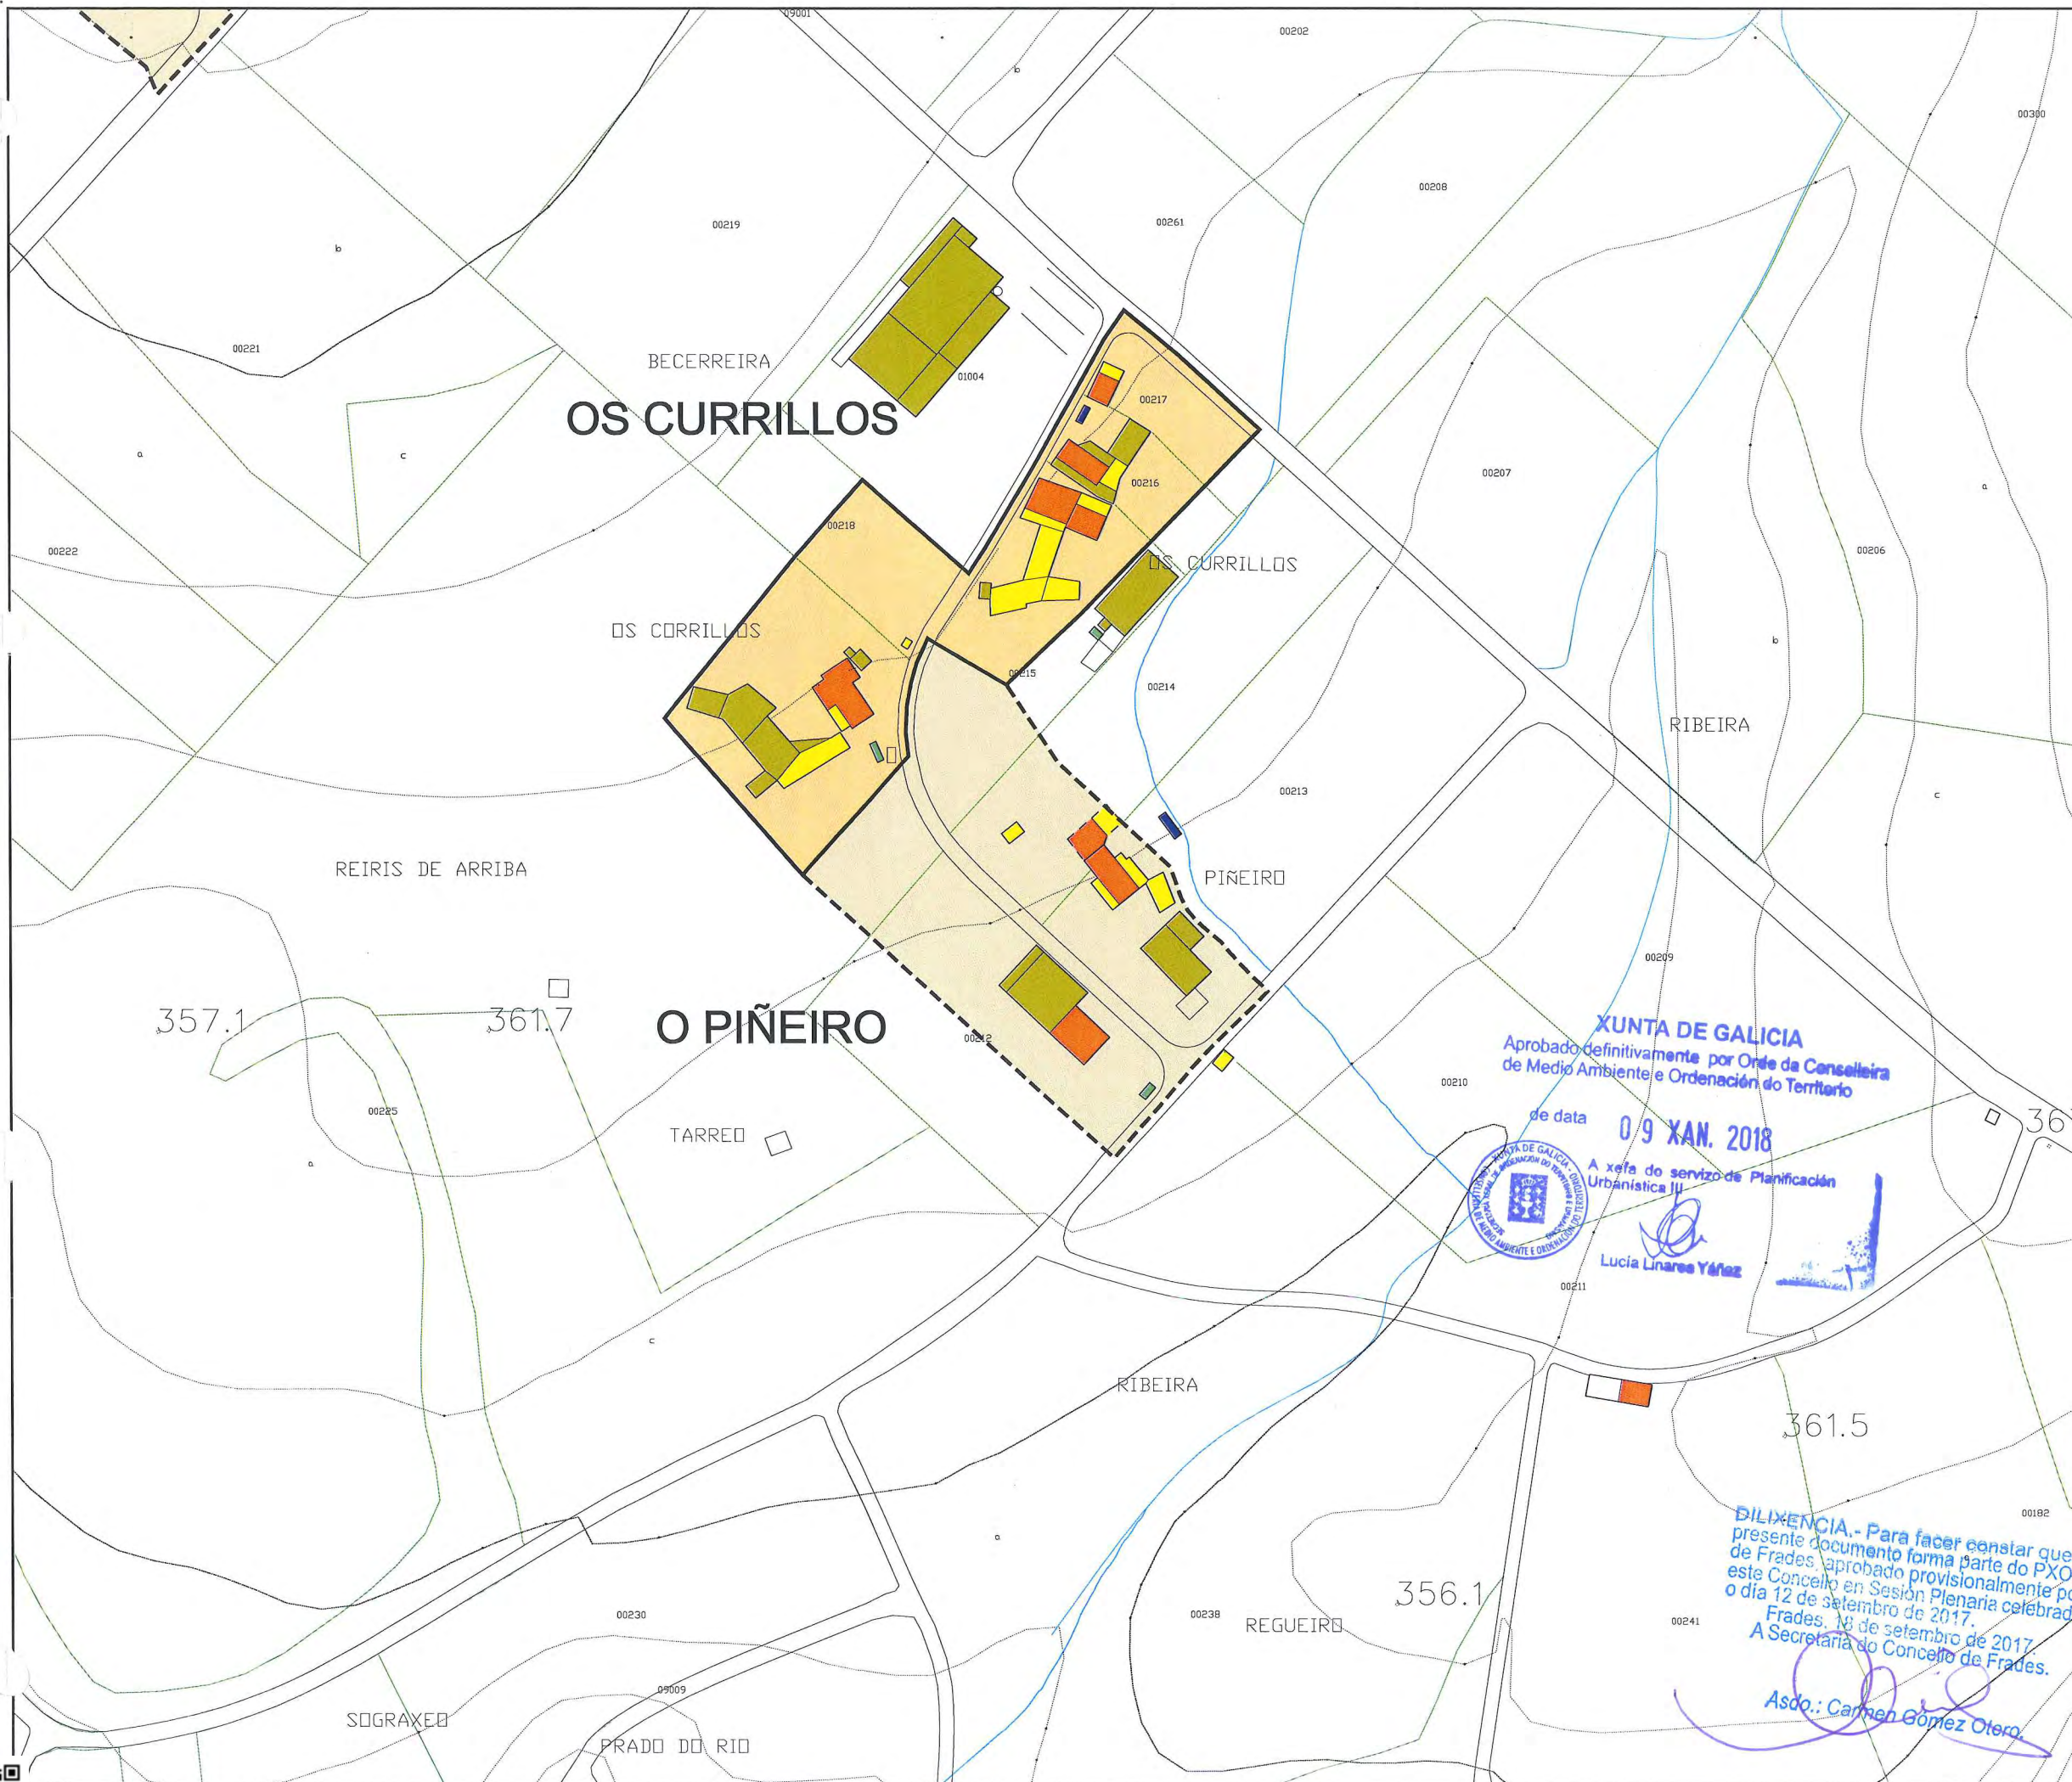 09001
00202
b
00300
00208
00219
00261
b
00221
BECERREIRA
01004
00217
OS CURRILLOS
a
c
00207
00216
a
00218
00222
00206
OS CURRILLOS
OS CORRILLOS
b
00215
00214
RIBEIRA
00213
c
REIRIS DE ARRIBA
PIÑEIRO
00209
357.1
361.7
O PIÑEIRO
00212
XUNTA DE GALICIA
Aprobado definitivamente por Orde da Conselleira
de Medio Ambiente e Ordenación do Territorio
00210
00225
de data 09 XAN. 2018
36
TARREO
a
A xefa do servizo de Planificación
Urbanística III
Lucía Linares Yáñez
00211
c
RIBEIRA
361.5
00182
a
DILIXENCIA.- Para facer constar que
presente documento forma parte do PXO
de Frades, aprobado provisionalmente po
este Concello en Sesión Plenaria celebrad
o día 12 de setembro de 2017.
Frades, 18 de setembro de 2017.
A Secretaria do Concello de Frades.
Asdo.: Carmen Gómez Otero.
356.1
00230
00238
REGUEIRO
00241
09009
SOGRAXEO
PRADO DO RIO